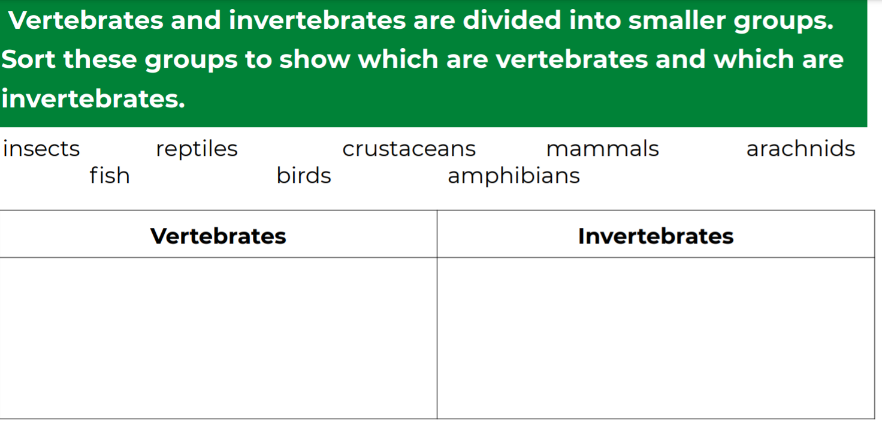 Vertebrates and invertebrates are divided into smaller groups.
Sort these groups to show which are vertebrates and which are
invertebrates.
insects reptiles crustaceans mammals arachnids
fish birds amphibians
Vertebrates Invertebrates